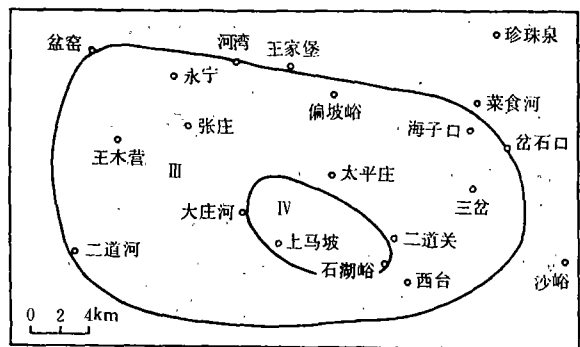 珍珠泉
盆窑
河湾
王家堡
永宁
偏坡峪
菜食河
海子口
岔石口
张庄
王木营
III
太平庄
三岔
大庄河
IV
上马坡
二道关
二道河
石湖峪
西台
沙峪
0 2 4km